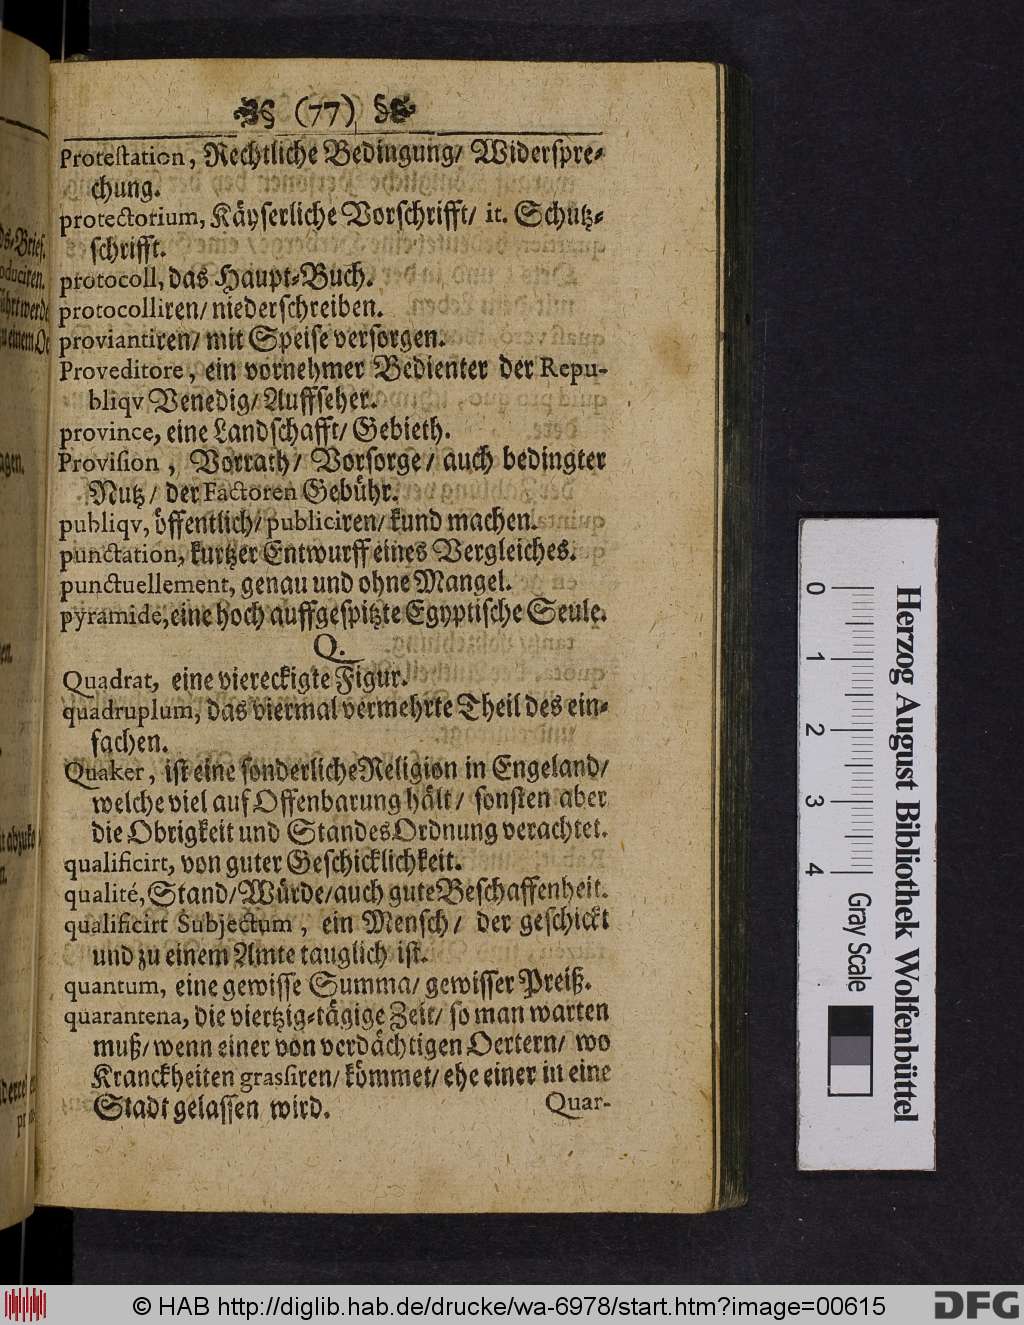 (77)
Protestation, Rechtliche Bedingung/ Widerspre-
chung.
protectorium, Käyserliche Vorschrifft/ it. Schutz-
schrifft.
protocoll, das Haupt-Buch.
protocolliren/ niederschreiben.
proviantiren/ mit Speise versorgen.
Proveditore, ein vornehmer Bedienter der Repu-
bliqv Venedig/ Auffseher.
province, eine Landschafft/ Gebieth.
Provision, Vorrath/ Vorsorge/ auch bedingter
Nutz/ der Factoren Gebühr.
publiqv, öffentlich/ publiciren/ kund machen.
punctation, kurtzer Entwurff eines Vergleiches.
punctuellement, genau und ohne Mangel.
pyramide, eine hoch auffgespitzte Egyptische Seule.
Q.
Quadrat, eine viereckigte Figur.
quadruplum, das viermal vermehrte Theil des ein-
fachen.
Quaker, ist eine sonderliche Religion in Engeland/
welche viel auf Offenbarung hält/ sonsten aber
die Obrigkeit und Standes Ordnung verachtet.
qualificirt, von guter Geschicklichkeit.
qualité, Stand/ Würde/ auch gute Beschaffenheit.
qualificirt Subjectum, ein Mensch/ der geschickt
und zu einem Amte tauglich ist.
quantum, eine gewisse Summa/ gewisser Preiß.
quarantena, die viertzig-tägige Zeit/ so man warten
muß/ wenn einer von verdächtigen Oertern/ wo
Kranckheiten grassiren/ kömmet/ ehe einer in eine
Stadt gelassen wird.
Quar-
0 1 2 3 4
Gray Scale
Herzog August Bibliothek Wolfenbüttel
© HAB http://diglib.hab.de/drucke/wa-6978/start.htm?image=00615
DFG